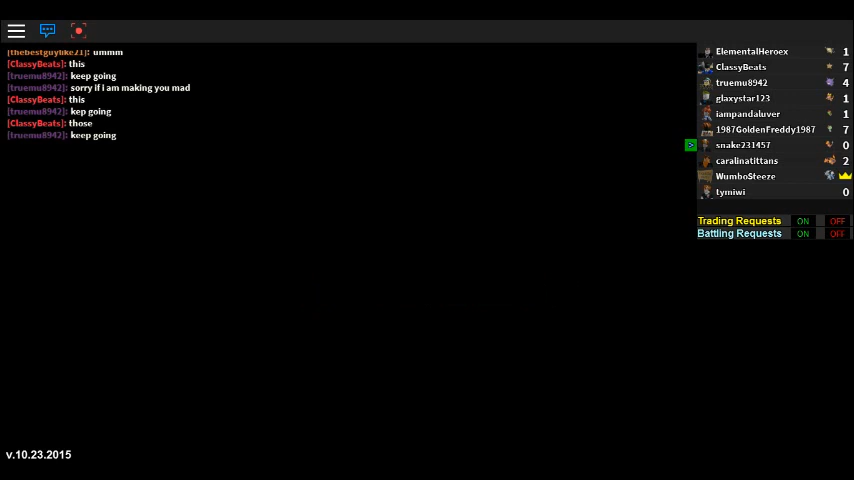 [thebestguylike21]: ummm
[ClassyBeats]: this
[truemu8942]: keep going
[truemu8942]: sorry if i am making you mad
[ClassyBeats]: this
[truemu8942]: kep going
[ClassyBeats]: those
[truemu8942]: keep going
ElementalHeroex 1
ClassyBeats 7
truemu8942 4
glaxystar123 1
iampandaluver 1
1987GoldenFreddy1987 7
> snake231457 0
caralinatittans 2
WumboSteeze
tymiwi 0
Trading Requests ON OFF
Battling Requests ON OFF
v.10.23.2015